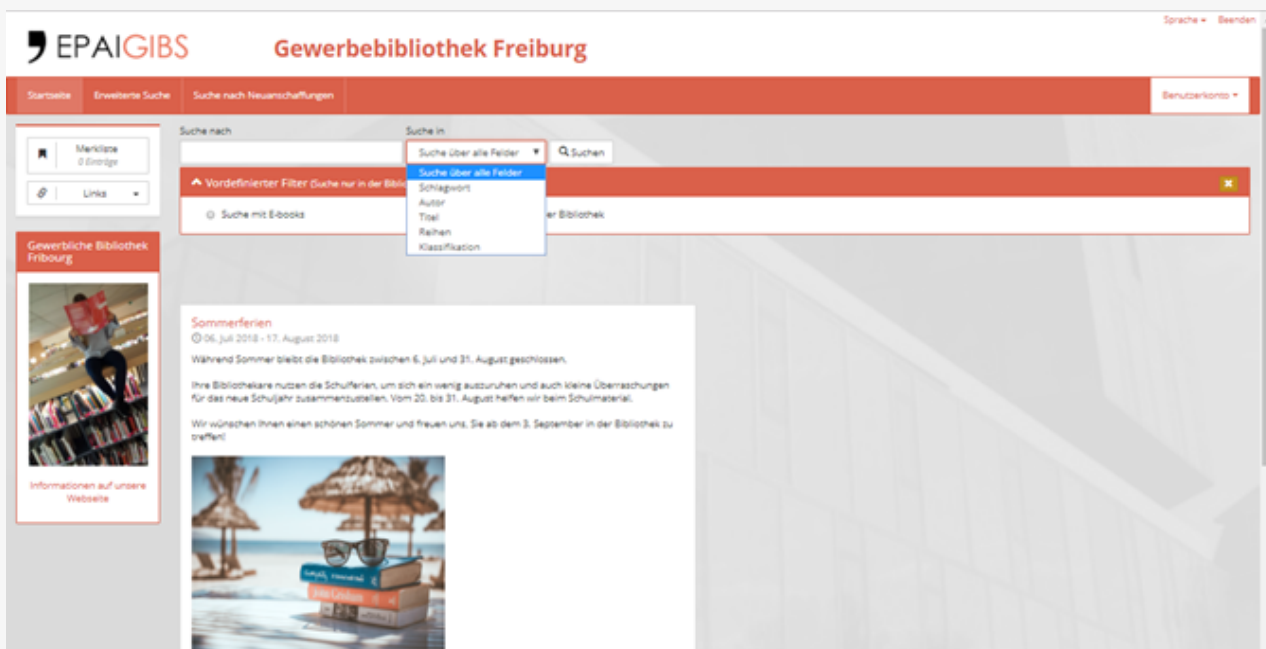 Sprache Beenden
EPAIGIBS
Gewerbebibliothek Freiburg
Startseite Erweiterte Suche Suche nach Neuanschaffungen Benutzerkonto
Merkliste
0 Einträge
Links
Suche nach Suche in
Suche über alle Felder Suchen
Suche über alle Felder
Schlagwort
Autor
Titel
Reihen
Klassifikation
Vordefinierter Filter (Suche nur in der
Suche mit E-books er Bibliothek
Gewerbliche Bibliothek
Fribourg
Informationen auf unsere
Webseite
Sommerferien
06. Juli 2018 - 17. August 2018
Während Sommer bleibt die Bibliothek zwischen 6. Juli und 31. August geschlossen.
Ihre Bibliothekare nutzen die Schulferien, um sich ein wenig auszuruhen und auch kleine Überraschungen
für das neue Schuljahr zusammenzustellen. Vom 20. bis 31. August helfen wir beim Schulmaterial.
Wir wünschen Ihnen einen schönen Sommer und freuen uns, Sie ab dem 3. September in der Bibliothek zu
treffen!